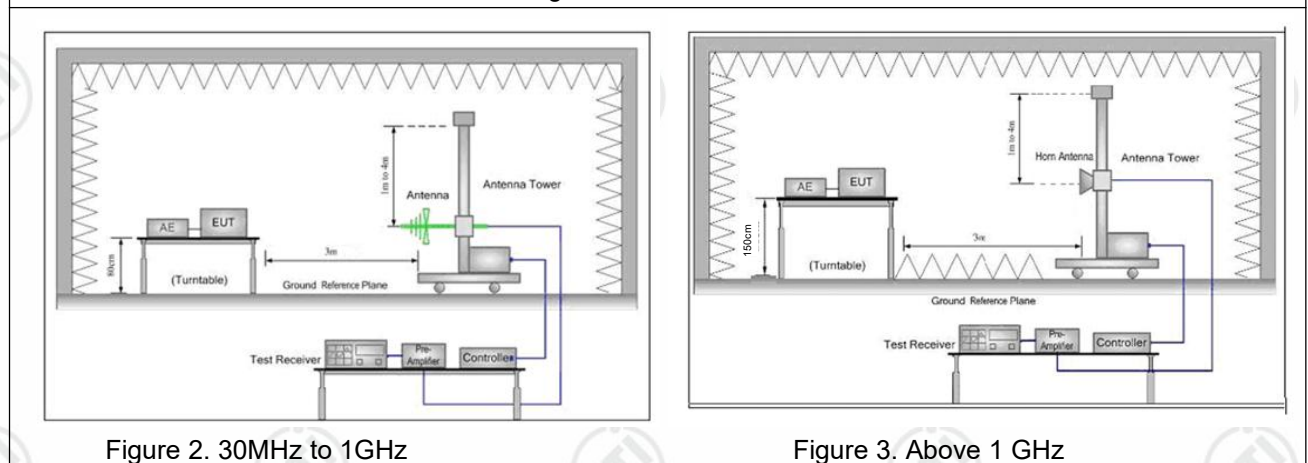 1m to 4m
Antenna
Antenna Tower
AE
EUT
80cm
3m
(Turntable)
Ground Reference Plane
Test Receiver
Pre-
Amplifier
Controller
Figure 2. 30MHz to 1GHz
1m to 4m
Horn Antenna
Antenna Tower
AE
EUT
150cm
3m
(Turntable)
Ground Reference Plane
Test Receiver
Pre-
Amplifier
Controller
Figure 3. Above 1 GHz